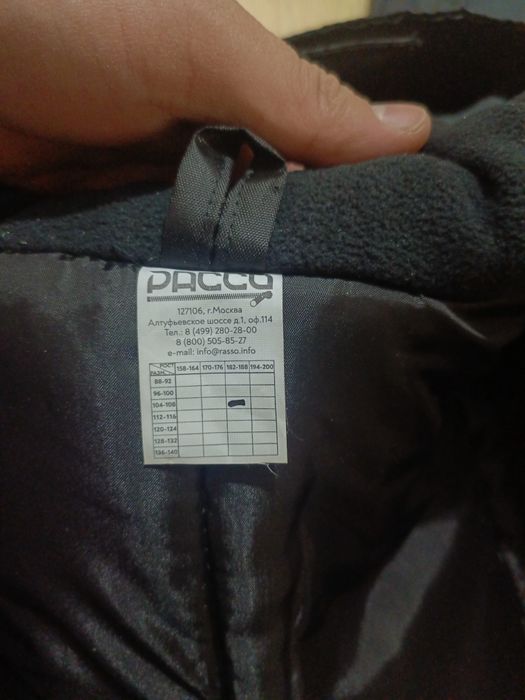 РАССО
127106, г.Москва
Алтуфьевское шоссе д.1, оф.114
Тел.: 8 (499) 280-28-00
8 (800) 505-85-27
e-mail: info@rasso.info
РОСТ 158-164 170-176 182-188 194-200
РАЗМ.
88-92
96-100
104-108
112-116
120-124
128-132
136-140